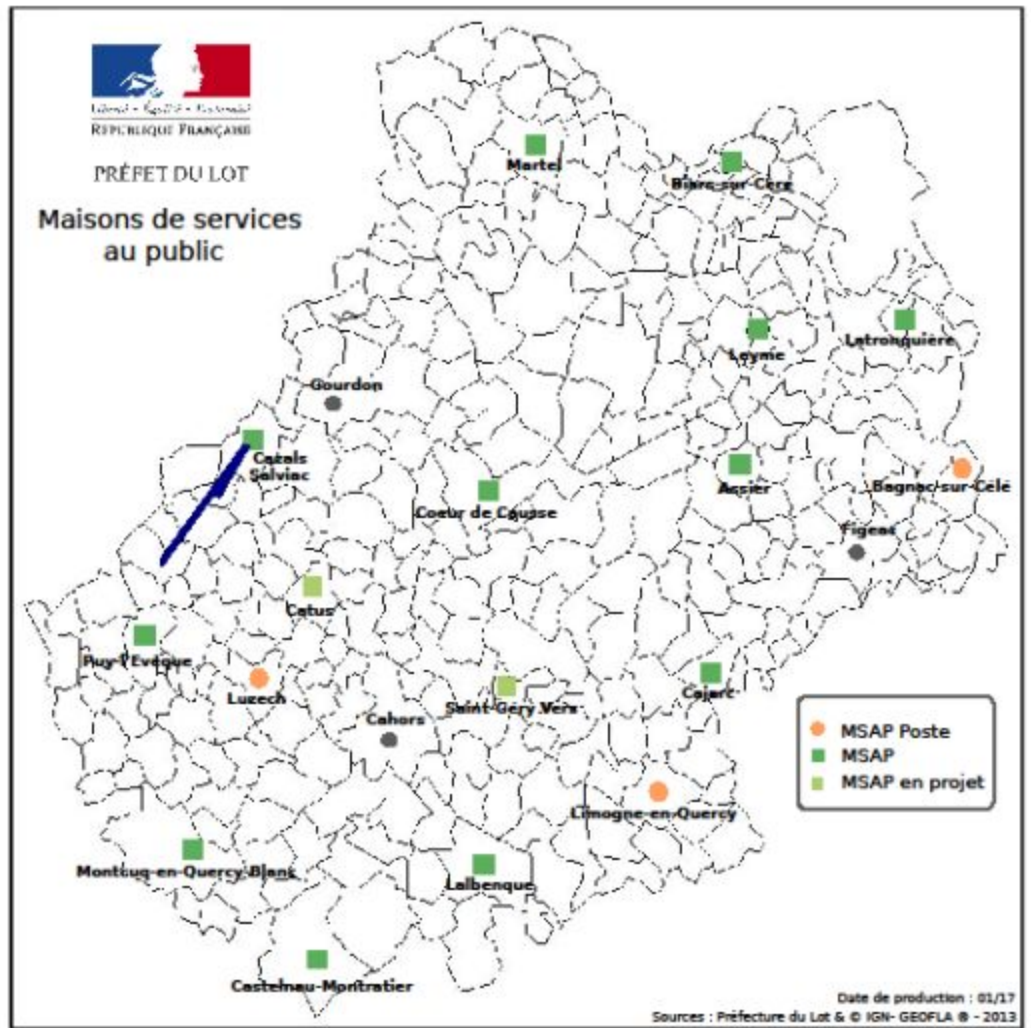 Liberté • Égalité • Fraternité
RÉPUBLIQUE FRANÇAISE
PRÉFET DU LOT
Maisons de services
au public
Martel
Biars-sur-Cère
Leyme
Latronquière
Gourdon
Cazals
Salviac
Coeur de Causse
Assier
Bagnac-sur-Célé
Figeac
Catus
Puy-l'Evêque
Luzech
Saint Géry Vers
Cajarc
Cahors
MSAP Poste
MSAP
MSAP en projet
Limogne-en-Quercy
Montcuq-en-Quercy-Blanc
Lalbenque
Castelnau-Montratier
Date de production : 01/17
Sources : Préfecture du Lot & © IGN- GEOFLA ® - 2013